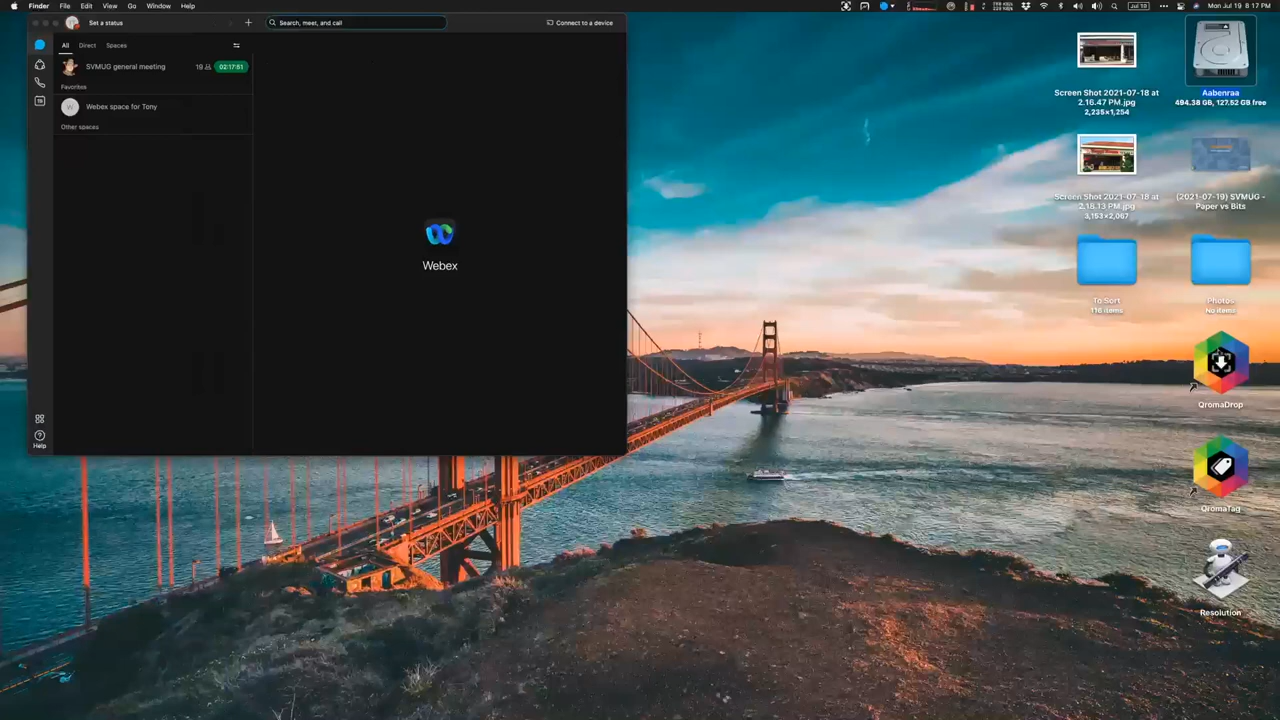 Finder File Edit View Go Window Help
Jul 19
Mon Jul 19 8:17 PM
Set a status
Search, meet, and call
Connect to a device
All Direct Spaces
SVMUG general meeting 19 02:17:51
Favorites
W Webex space for Tony
Other spaces
Webex
Help
Screen Shot 2021-07-18 at
2.16.47 PM.jpg
2,235×1,254
Aabenraa
494.38 GB, 127.52 GB free
Screen Shot 2021-07-18 at
2.18.13 PM.jpg
3,153×2,067
(2021-07-19) SVMUG -
Paper vs Bits
To Sort
116 items
Photos
No items
QromaDrop
QromaTag
Resolution